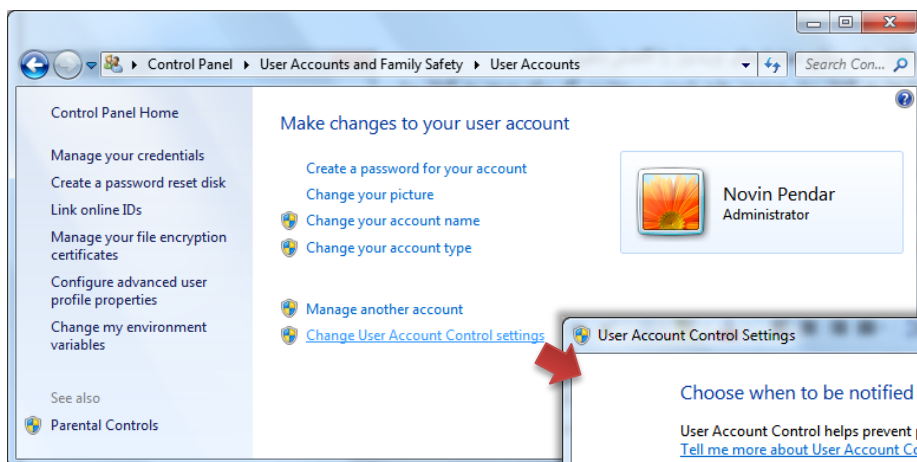 Control Panel ▸ User Accounts and Family Safety ▸ User Accounts
Search Con...
Control Panel Home
Manage your credentials
Create a password reset disk
Link online IDs
Manage your file encryption
certificates
Configure advanced user
profile properties
Change my environment
variables
See also
Parental Controls
Make changes to your user account
Create a password for your account
Change your picture
Change your account name
Change your account type
Manage another account
Change User Account Control settings
Novin Pendar
Administrator
User Account Control Settings
Choose when to be notified
User Account Control helps prevent
Tell me more about User Account